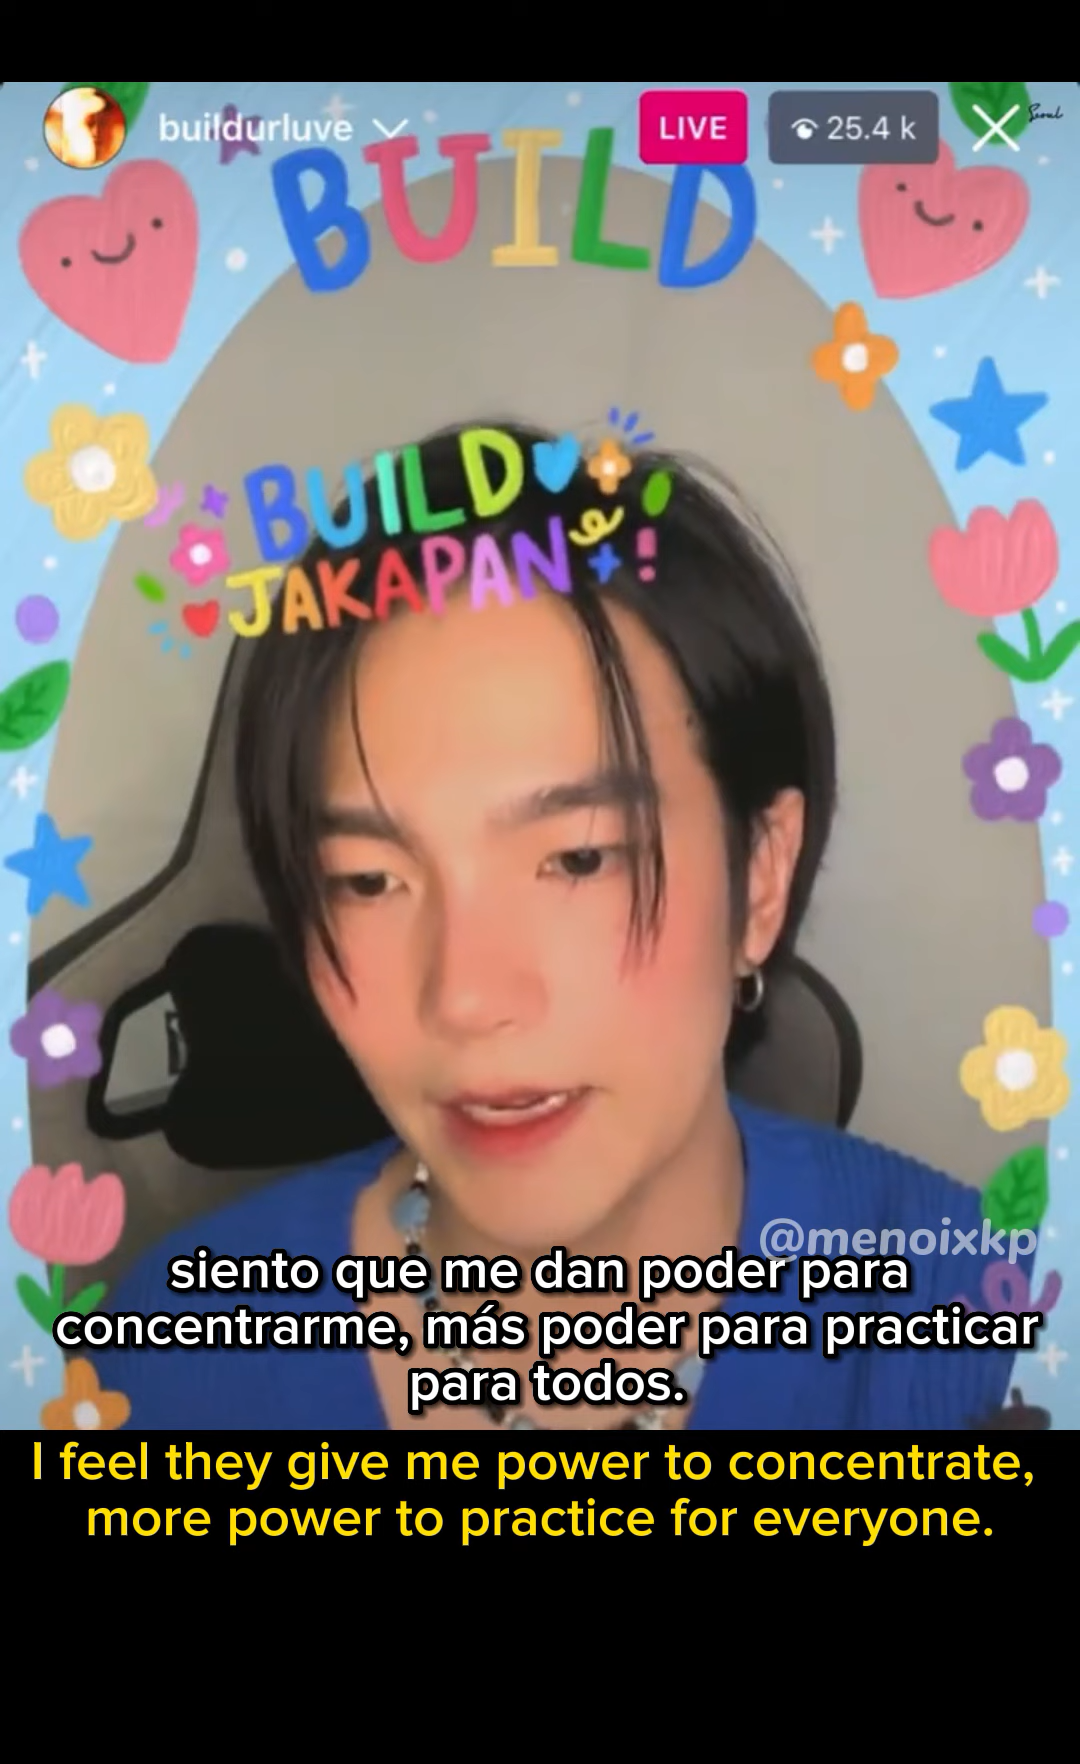 buildurluve
LIVE
25.4 k
Seoul
BUILD
BUILD
JAKAPAN!
@menoixkp
siento que me dan poder para
concentrarme, más poder para practicar
para todos.
I feel they give me power to concentrate,
more power to practice for everyone.